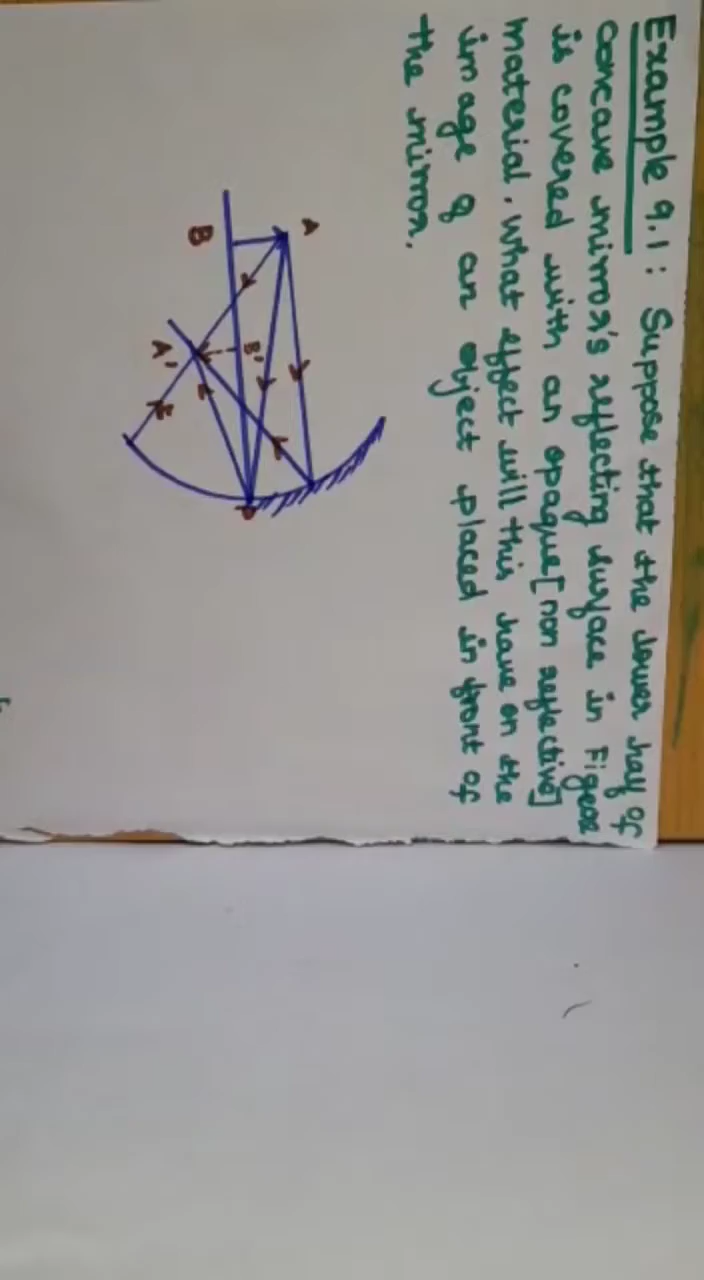 Example 9.1: Suppose that the lower half of
concave mirror's reflecting surface in Figure
is covered with an opaque [non reflective]
material. What effect will this have on the
image of an object placed in front of
the mirror.
A
B
B'
A'
P